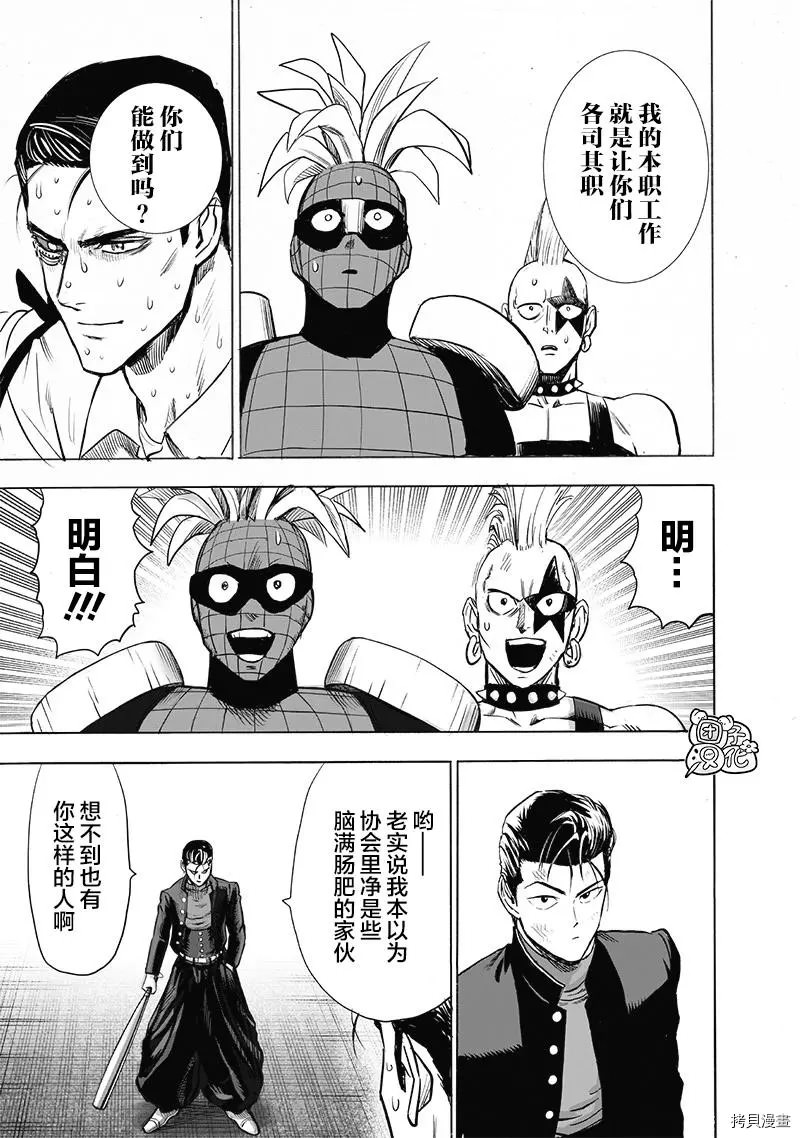 我的本职工作
就是让你们
各司其职
你们
能做到吗？
明…
明白!!!
哟——
老实说我本以为
协会里净是些
脑满肠肥的家伙
想不到也有
你这样的人啊
团子
汉化
拷貝漫畫